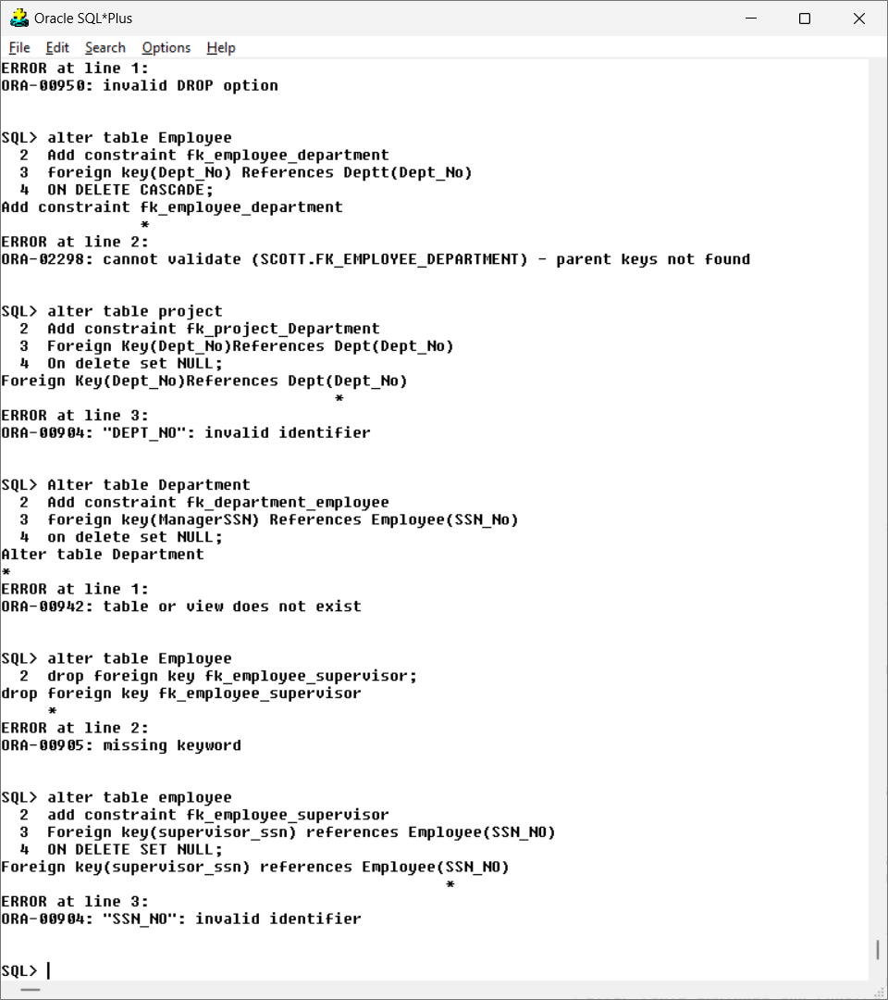 Oracle SQL*Plus
File Edit Search Options Help
ERROR at line 1:
ORA-00950: invalid DROP option
SQL> alter table Employee
2 Add constraint fk_employee_department
3 foreign key(Dept_No) References Deptt(Dept_No)
4 ON DELETE CASCADE;
Add constraint fk_employee_department
*
ERROR at line 2:
ORA-02298: cannot validate (SCOTT.FK_EMPLOYEE_DEPARTMENT) - parent keys not found
SQL> alter table project
2 Add constraint fk_project_Department
3 Foreign Key(Dept_No)References Dept(Dept_No)
4 On delete set NULL;
Foreign Key(Dept_No)References Dept(Dept_No)
*
ERROR at line 3:
ORA-00904: "DEPT_NO": invalid identifier
SQL> Alter table Department
2 Add constraint fk_department_employee
3 foreign key(ManagerSSN) References Employee(SSN_No)
4 on delete set NULL;
Alter table Department
*
ERROR at line 1:
ORA-00942: table or view does not exist
SQL> alter table Employee
2 drop foreign key fk_employee_supervisor;
drop foreign key fk_employee_supervisor
*
ERROR at line 2:
ORA-00905: missing keyword
SQL> alter table employee
2 add constraint fk_employee_supervisor
3 Foreign key(supervisor_ssn) references Employee(SSN_NO)
4 ON DELETE SET NULL;
Foreign key(supervisor_ssn) references Employee(SSN_NO)
*
ERROR at line 3:
ORA-00904: "SSN_NO": invalid identifier
SQL>